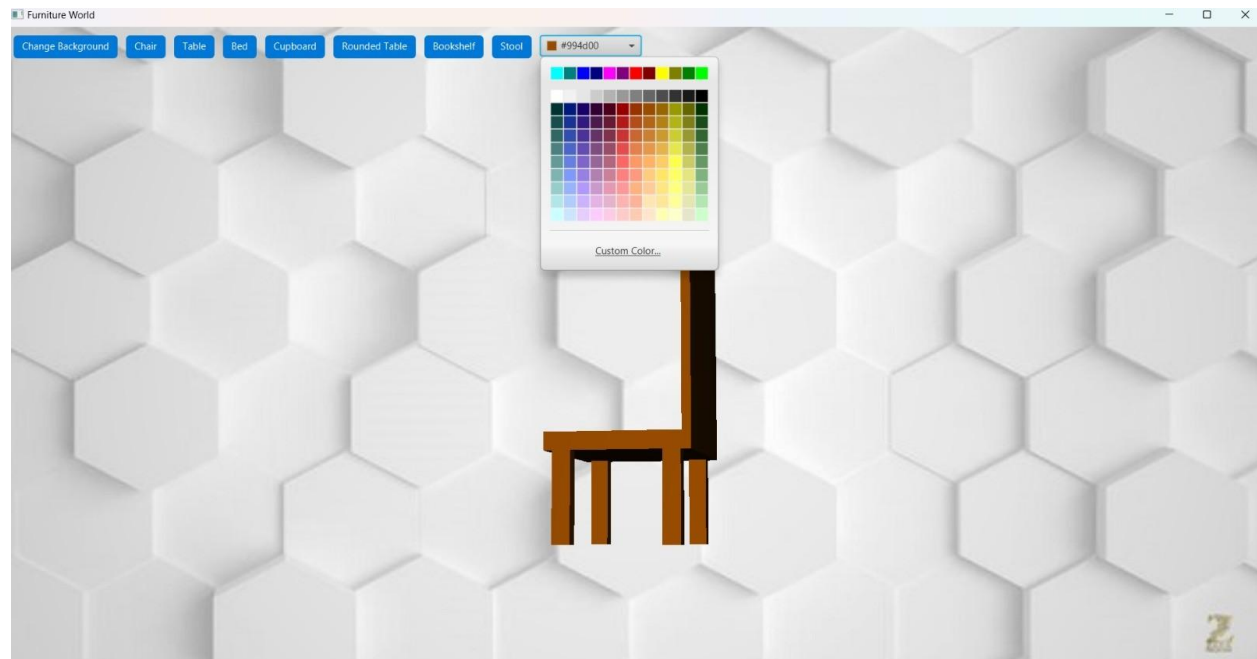 Furniture World
Change Background Chair Table Bed Cupboard Rounded Table Bookshelf Stool #994d00
Custom Color...